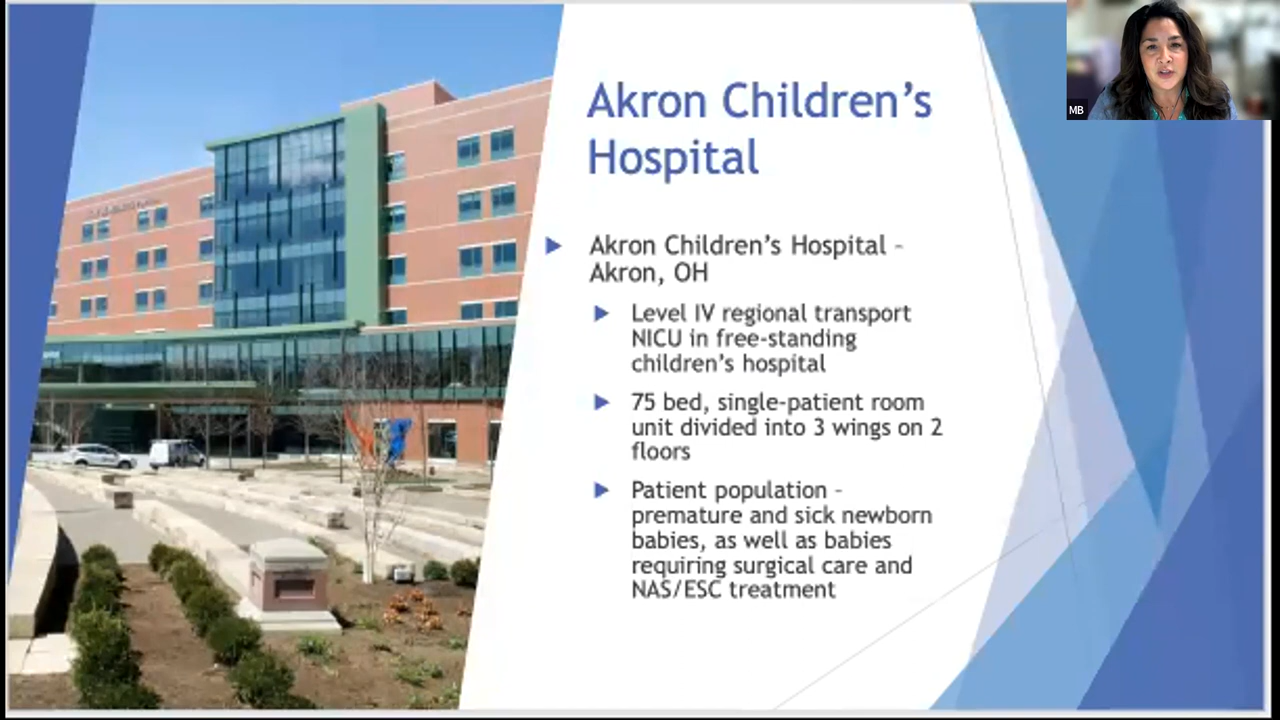 Akron Children's
Hospital
Akron Children's Hospital –
Akron, OH
Level IV regional transport
NICU in free-standing
children's hospital
75 bed, single-patient room
unit divided into 3 wings on 2
floors
Patient population –
premature and sick newborn
babies, as well as babies
requiring surgical care and
NAS/ESC treatment
MB